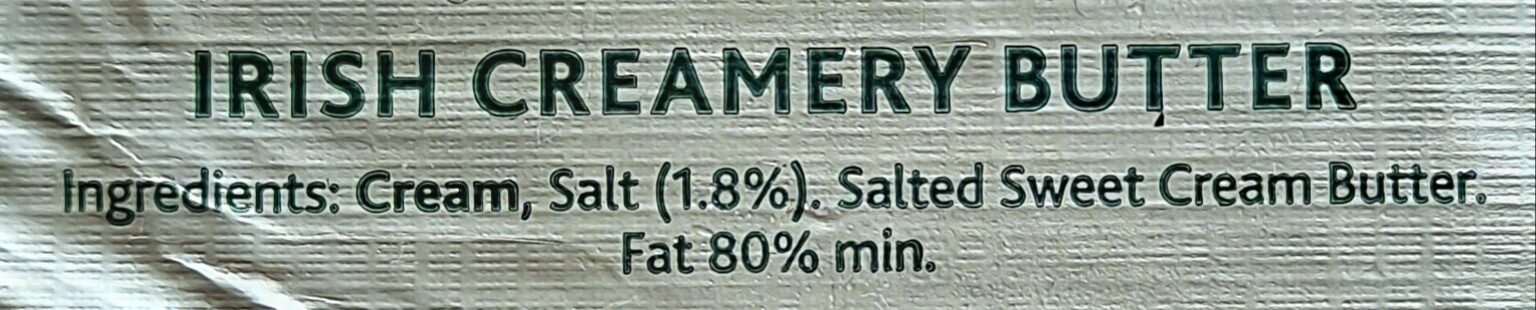 IRISH CREAMERY BUTTER
Ingredients: Cream, Salt (1.8%). Salted Sweet Cream Butter.
Fat 80% min.